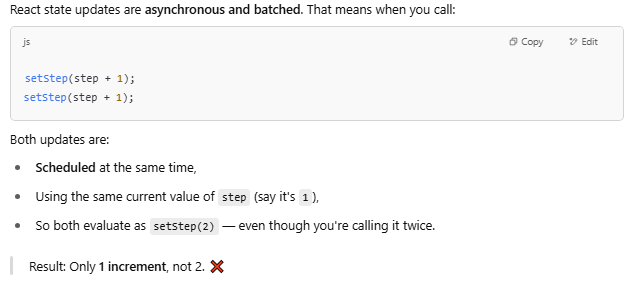 React state updates are asynchronous and batched. That means when you call:
js
Copy
Edit
setStep(step + 1);
setStep(step + 1);
Both updates are:
• Scheduled at the same time,
• Using the same current value of step (say it's 1),
• So both evaluate as setStep(2) — even though you're calling it twice.
Result: Only 1 increment, not 2. ❌